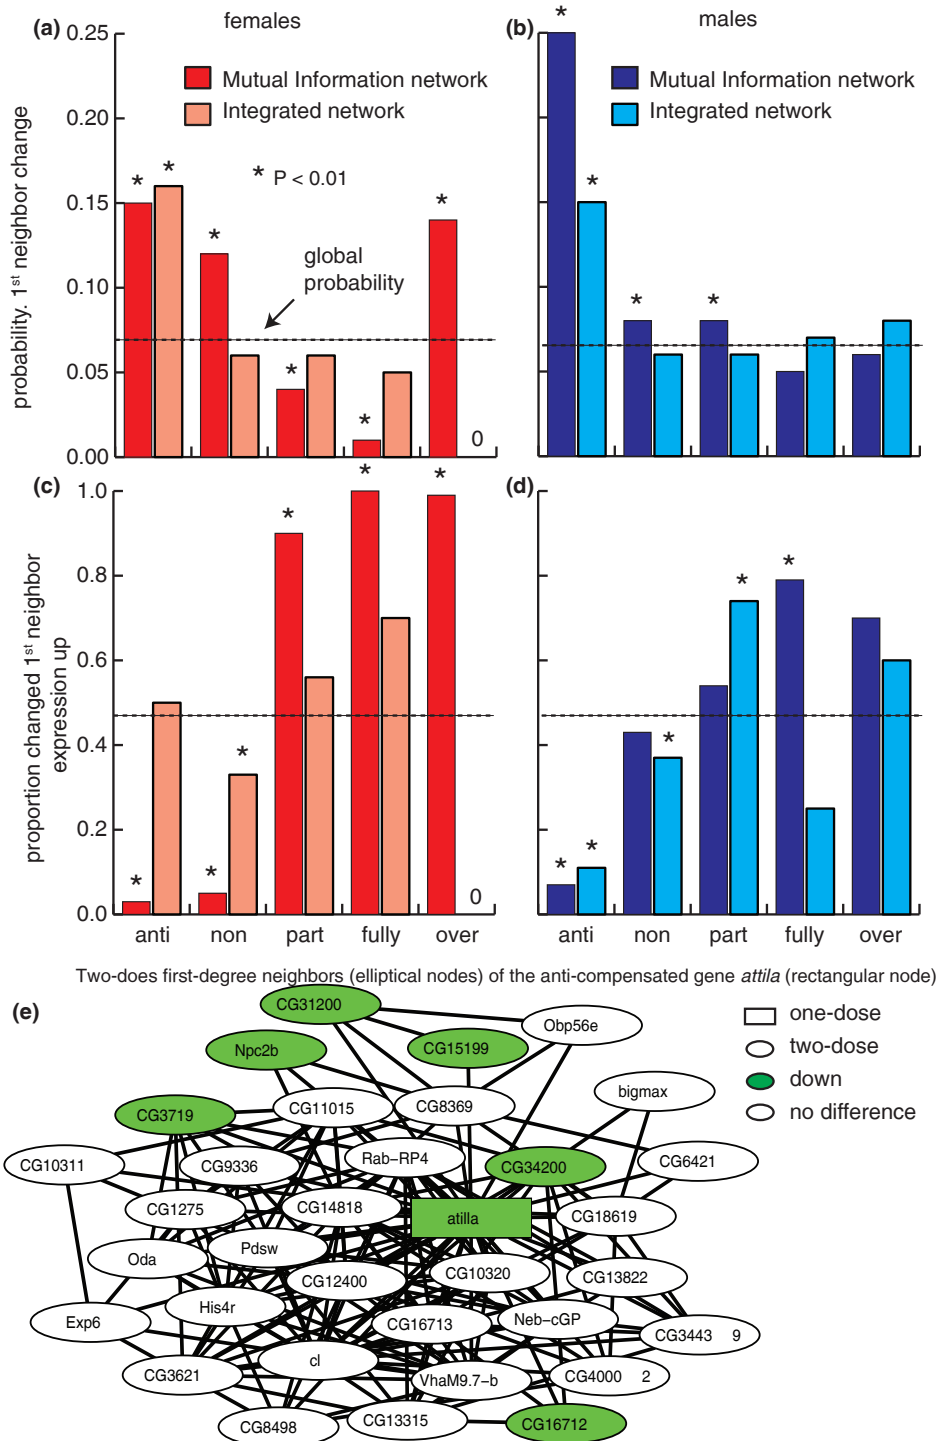 (a)
females
(b)
males
0.25
0.20
0.15
0.10
0.05
0.00
probability. 1st neighbor change
Mutual Information network
Integrated network
* P < 0.01
global
probability
* * * * * *
0
Mutual Information network
Integrated network
* * * *
(c)
(d)
1.0
0.8
0.6
0.4
0.2
0.0
proportion changed 1st neighbor
expression up
* * * * * *
0
* * * * *
anti non part fully over
anti non part fully over
Two-does first-degree neighbors (elliptical nodes) of the anti-compensated gene attila (rectangular node)
(e)
one-dose
two-dose
down
no difference
CG31200
Obp56e
Npc2b
CG15199
bigmax
CG3719
CG11015
CG8369
CG10311
CG9336
Rab-RP4
CG34200
CG6421
CG1275
CG14818
atilla
CG18619
Oda
Pdsw
CG12400
CG10320
CG13822
Exp6
His4r
CG16713
Neb-cGP
CG3443 9
CG3621
cl
VhaM9.7-b
CG4000 2
CG8498
CG13315
CG16712